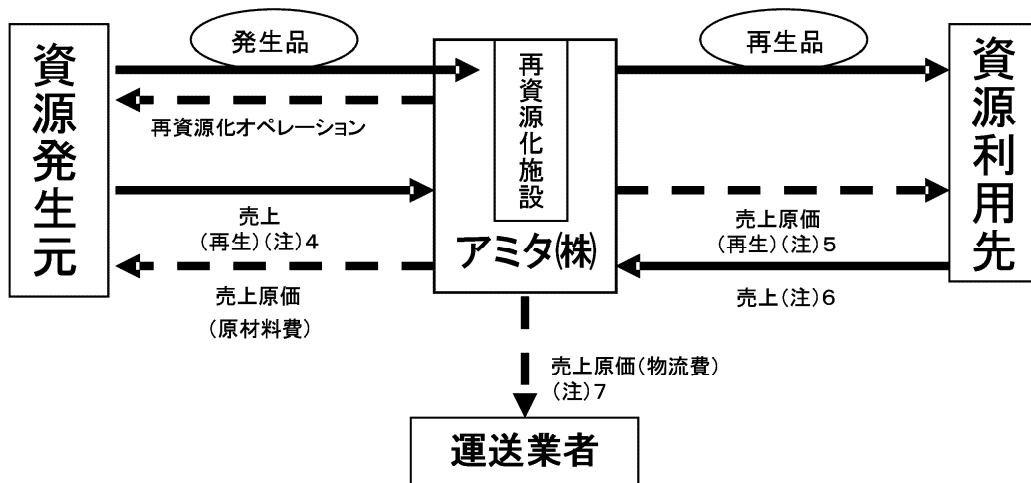 発生品
再生品
資源発生元
再資源化施設
資源利用先
再資源化オペレーション
売上
(再生)(注)4
売上原価
(再生)(注)5
アミタ㈱
売上原価
(原材料費)
売上(注)6
売上原価(物流費)
(注)7
運送業者